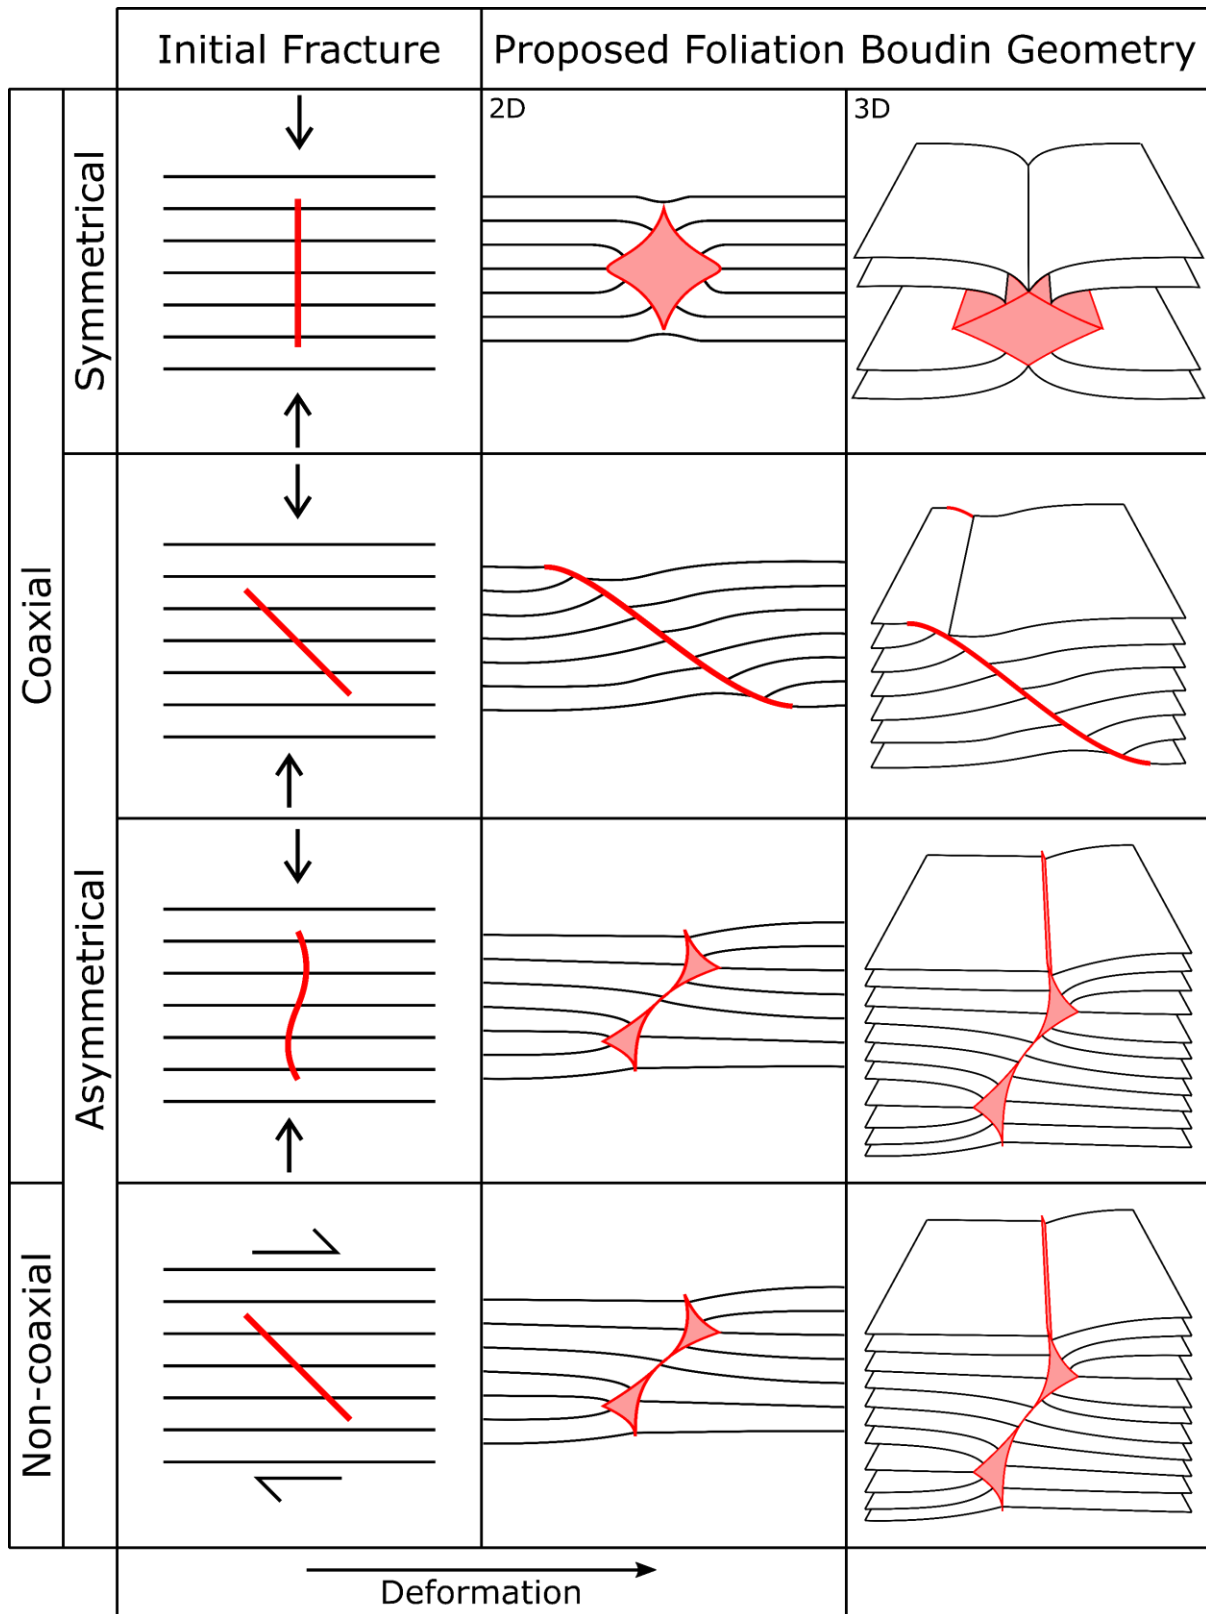 Initial Fracture
Proposed Foliation Boudin Geometry
Coaxial
Symmetrical
2D
3D
Asymmetrical
Non-coaxial
Deformation